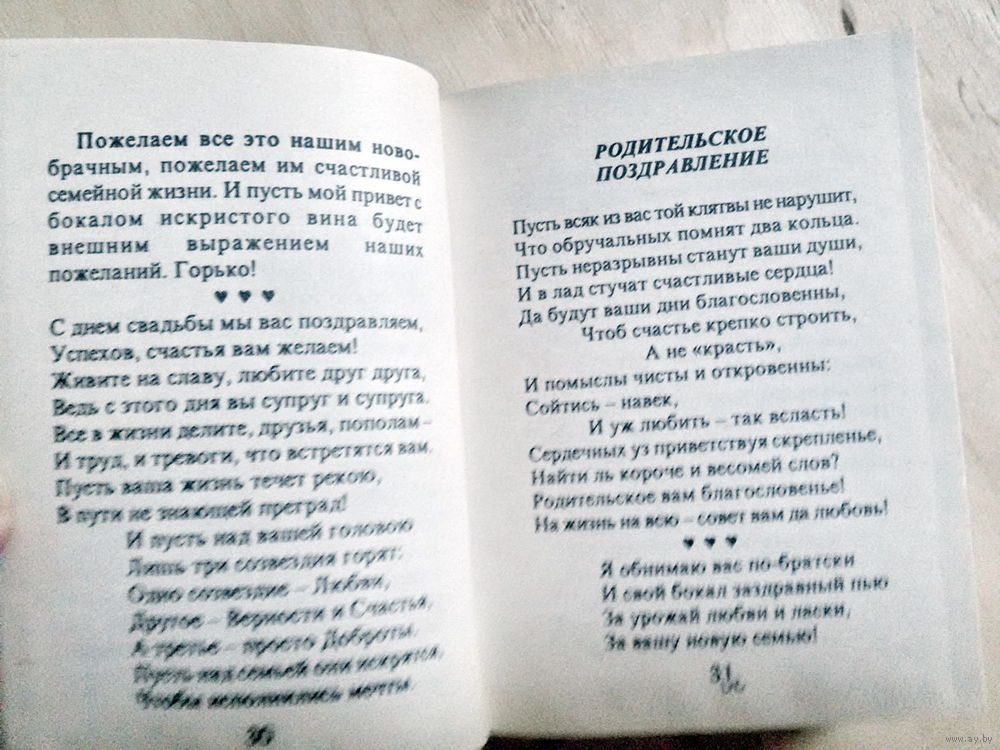 Пожелаем все это нашим ново-
брачным, пожелаем им счастливой
семейной жизни. И пусть мой привет с
бокалом искристого вина будет
внешним выражением наших
пожеланий. Горько!
♥ ♥ ♥
С днем свадьбы мы вас поздравляем,
Успехов, счастья вам желаем!
Живите на славу, любите друг друга,
Ведь с этого дня вы супруг и супруга.
Все в жизни делите, друзья, пополам –
И труд, и тревоги, что встретятся вам.
Пусть ваша жизнь течет рекою,
В пути не знающей преград!
И пусть над вашей головою
Лишь три созвездия горят:
Одно созвездие – Любви,
Другое – Верности и Счастья,
А третье – просто Доброты.
Пусть над семьей они искрятся,
Чтобы исполнились мечты.
30
РОДИТЕЛЬСКОЕ
ПОЗДРАВЛЕНИЕ
Пусть всяк из вас той клятвы не нарушит,
Что обручальных помнят два кольца.
Пусть неразрывны станут ваши души,
И в лад стучат счастливые сердца!
Да будут ваши дни благословенны,
Чтоб счастье крепко строить,
А не «красть»,
И помыслы чисты и откровенны:
Сойтись – навек,
И уж любить – так всласть!
Сердечных уз приветствуя скрепленье,
Найти ль короче и весомей слов?
Родительское вам благословенье!
На жизнь на всю – совет вам да любовь!
♥ ♥ ♥
Я обнимаю вас по-братски
И свой бокал заздравный пью
За урожай любви и ласки,
За вашу новую семью!
31
www.ay.by